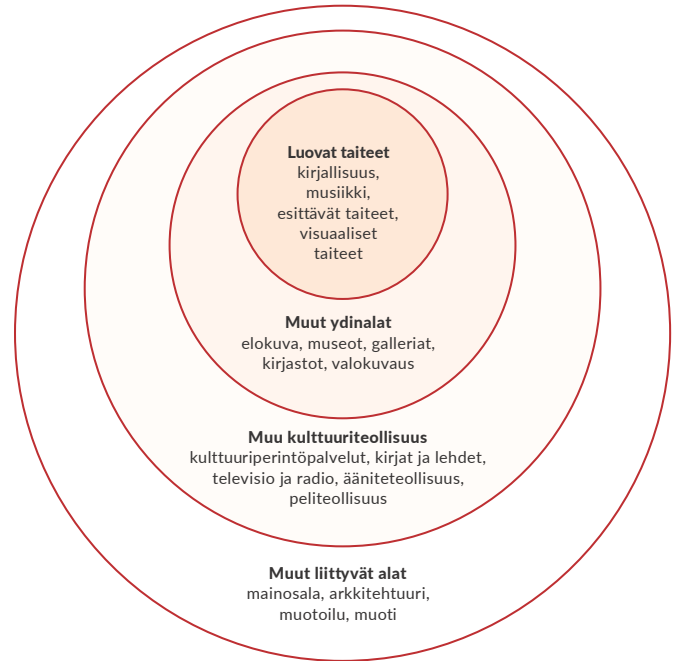 Luovat taiteet
kirjallisuus,
musiikki,
esittävät taiteet,
visuaaliset
taiteet
Muut ydinalat
elokuva, museot, galleriat,
kirjastot, valokuvaus
Muu kulttuuriteollisuus
kulttuuriperintöpalvelut, kirjat ja lehdet,
televisio ja radio, ääniteteollisuus,
peliteollisuus
Muut liittyvät alat
mainosala, arkkitehtuuri,
muotoilu, muoti